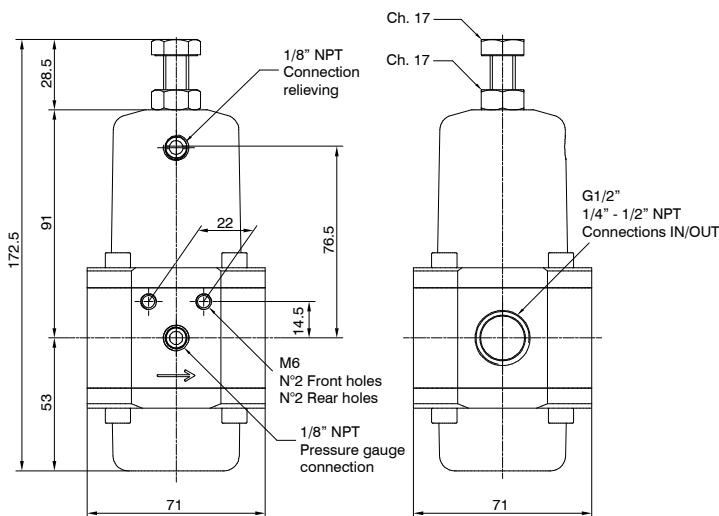 Ch. 17
1/8” NPT
Connection
relieving
Ch. 17
28.5
G1/2”
1/4” - 1/2” NPT
Connections IN/OUT
22
91
76.5
172.5
14.5
M6
N°2 Front holes
N°2 Rear holes
53
1/8” NPT
Pressure gauge
connection
71
71